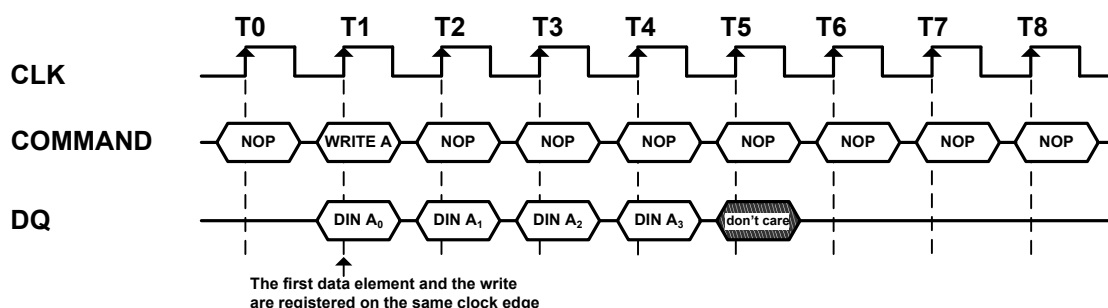 T0 T1 T2 T3 T4 T5 T6 T7 T8
CLK
COMMAND NOP WRITE A NOP NOP NOP NOP NOP NOP NOP
DQ DIN A₀ DIN A₁ DIN A₂ DIN A₃ don't care
The first data element and the write
are registered on the same clock edge